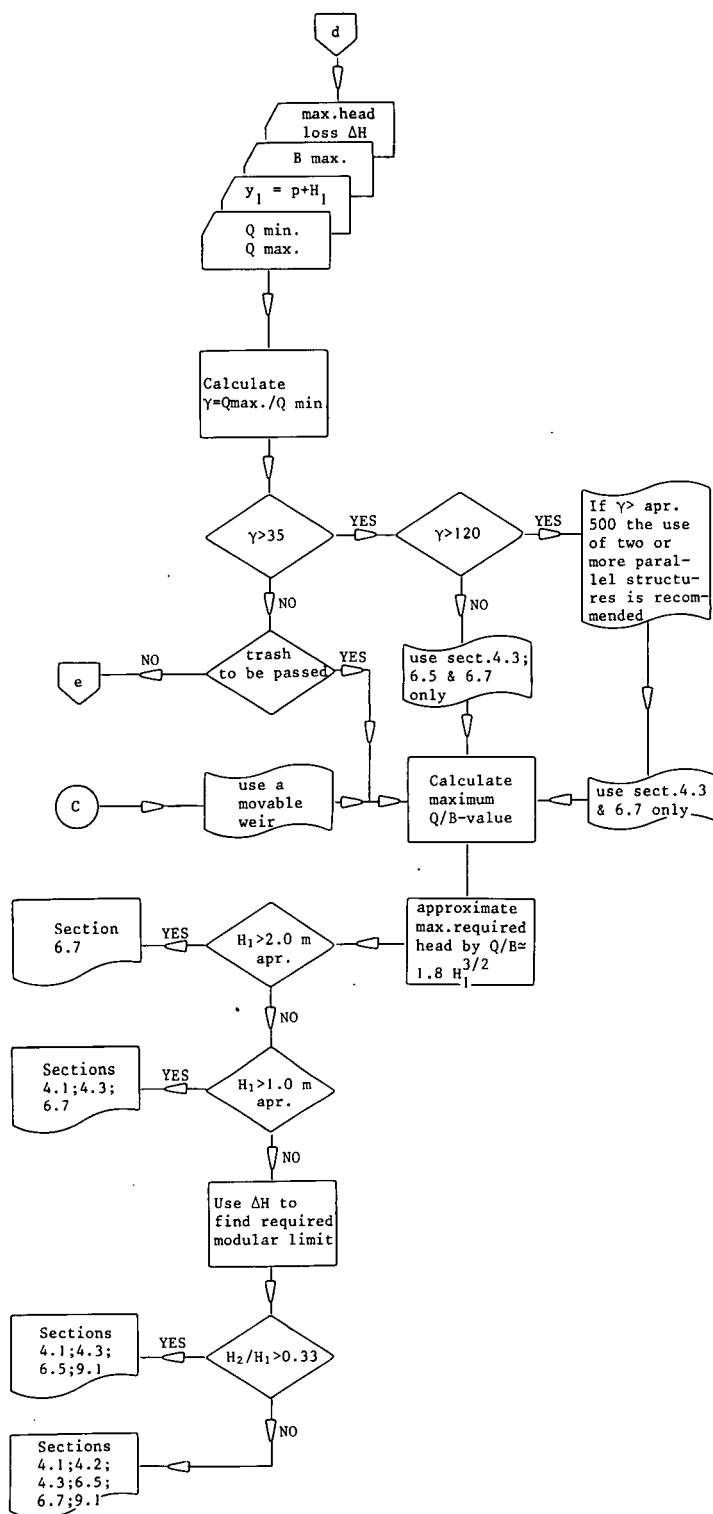 d
max.head
loss ΔH
B max.
y₁ = p+H₁
Q min.
Q max.
Calculate
γ=Qmax./Q min
γ>35
YES
γ>120
YES
If γ> apr.
500 the use
of two or
more paral-
lel structu-
res is recom-
mended
NO
NO
trash
to be passed
NO
YES
e
use sect.4.3;
6.5 & 6.7
only
C
use a
movable
weir
Calculate
maximum
Q/B-value
use sect.4.3
& 6.7 only
approximate
max.required
head by Q/B≃
1.8 H₁^3/2
H₁>2.0 m
apr.
YES
Section
6.7
NO
H₁>1.0 m
apr.
YES
Sections
4.1;4.3;
6.7
NO
Use ΔH to
find required
modular limit
H₂/H₁>0.33
YES
Sections
4.1;4.3;
6.5;9.1
NO
Sections
4.1;4.2;
4.3;6.5;
6.7;9.1